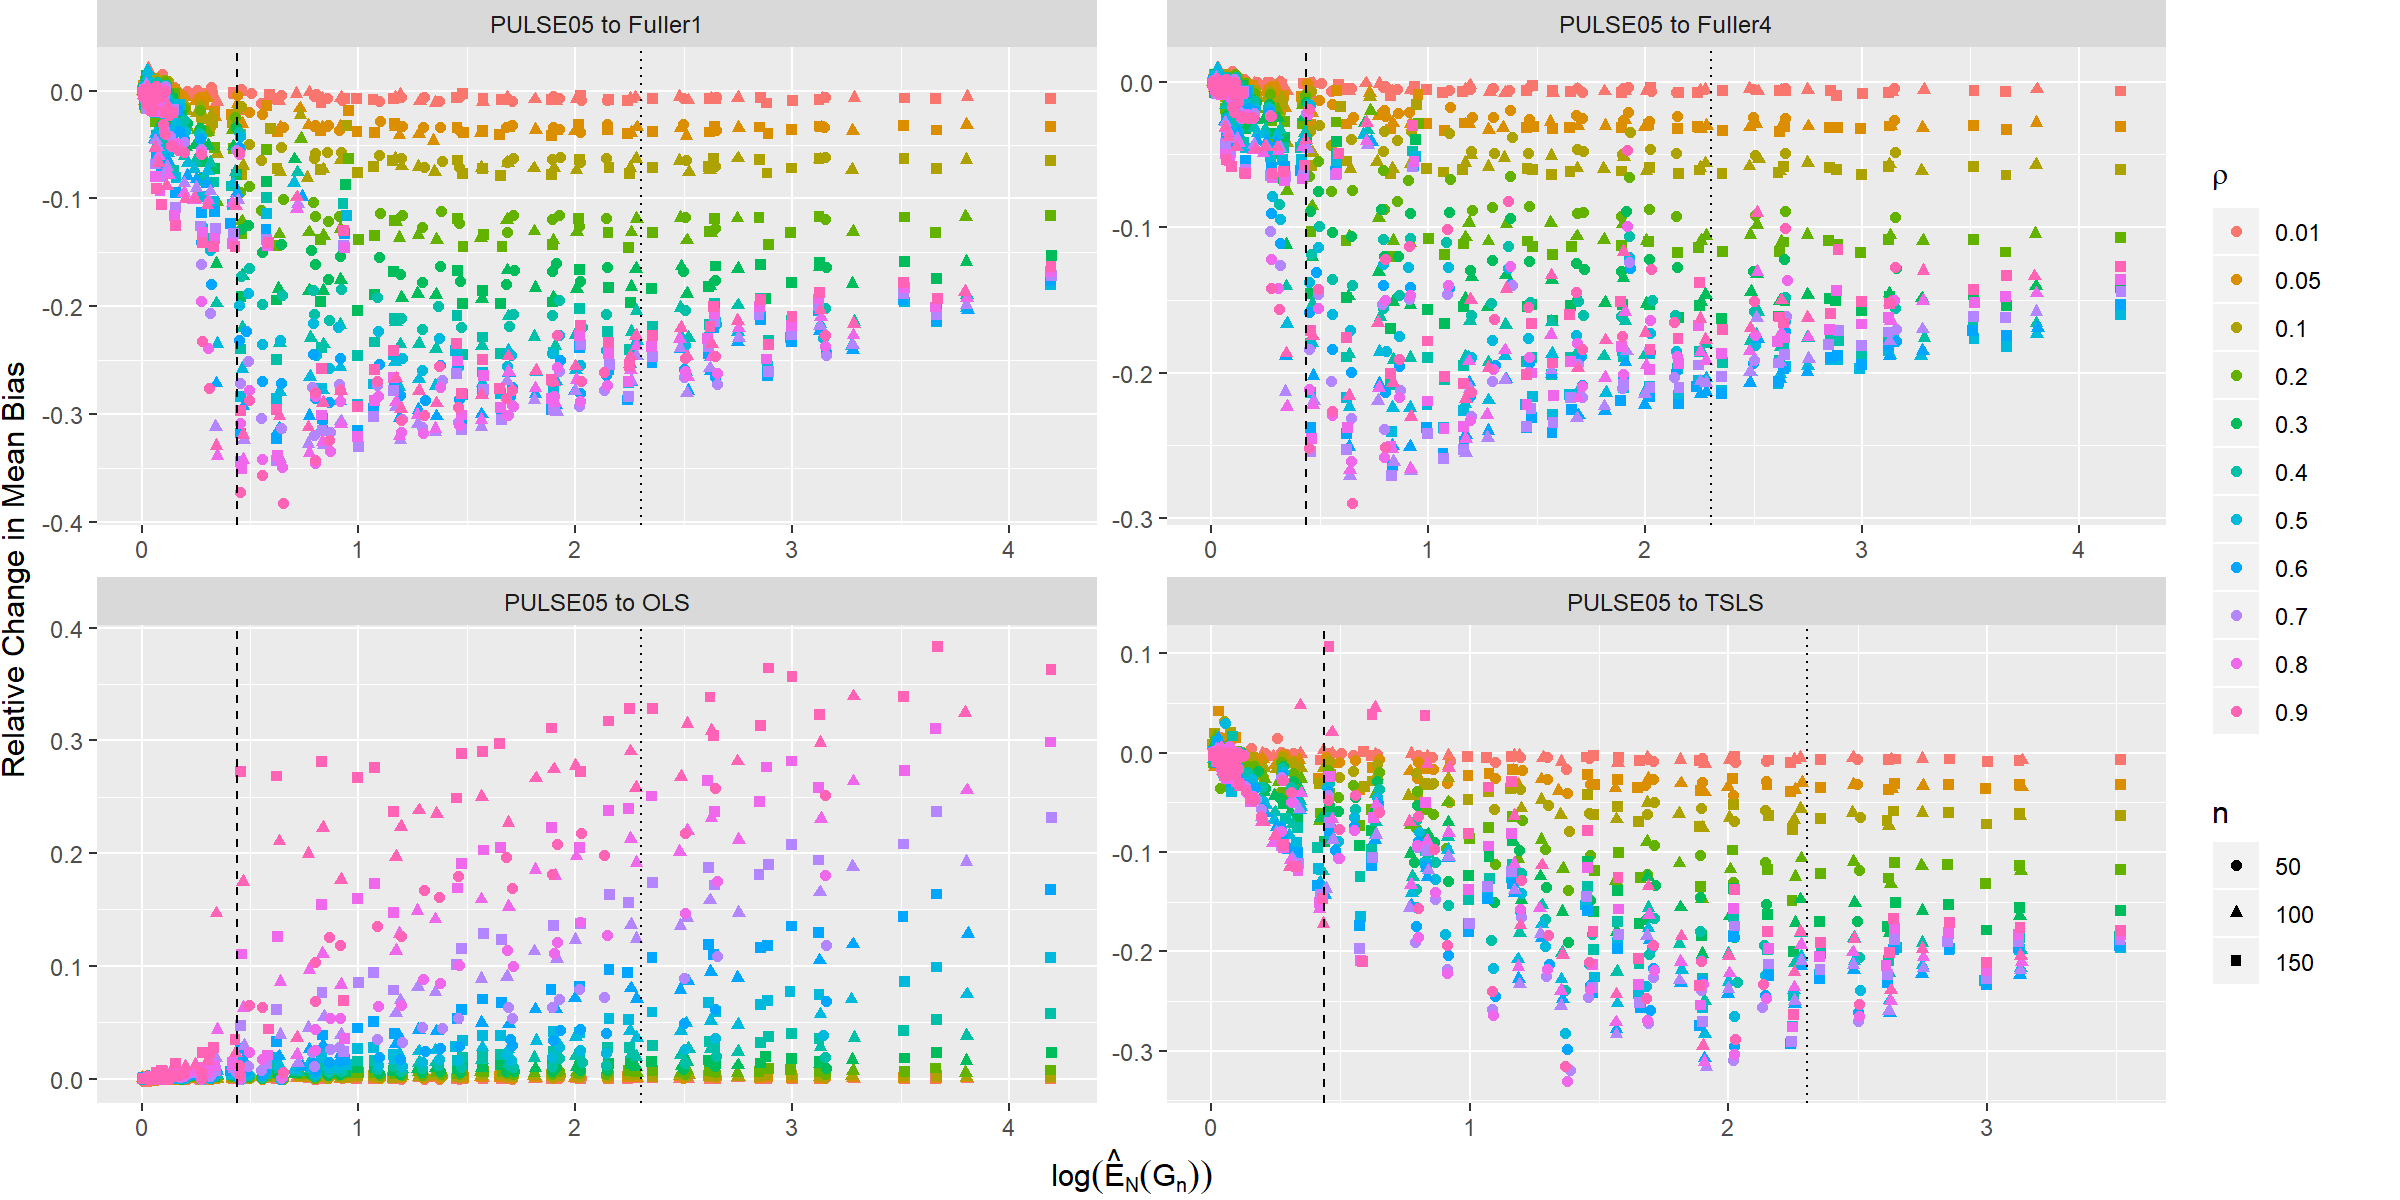 PULSE05 to Fuller1
PULSE05 to Fuller4
0.0
-0.1
-0.2
-0.3
-0.4
0 1 2 3 4
0.0
-0.1
-0.2
-0.3
0 1 2 3 4
PULSE05 to OLS
PULSE05 to TSLS
0.4
0.3
0.2
0.1
0.0
0 1 2 3 4
0.1
0.0
-0.1
-0.2
-0.3
0 1 2 3
Relative Change in Mean Bias
log(Ê_N(G_n))
ρ
0.01
0.05
0.1
0.2
0.3
0.4
0.5
0.6
0.7
0.8
0.9
n
50
100
150